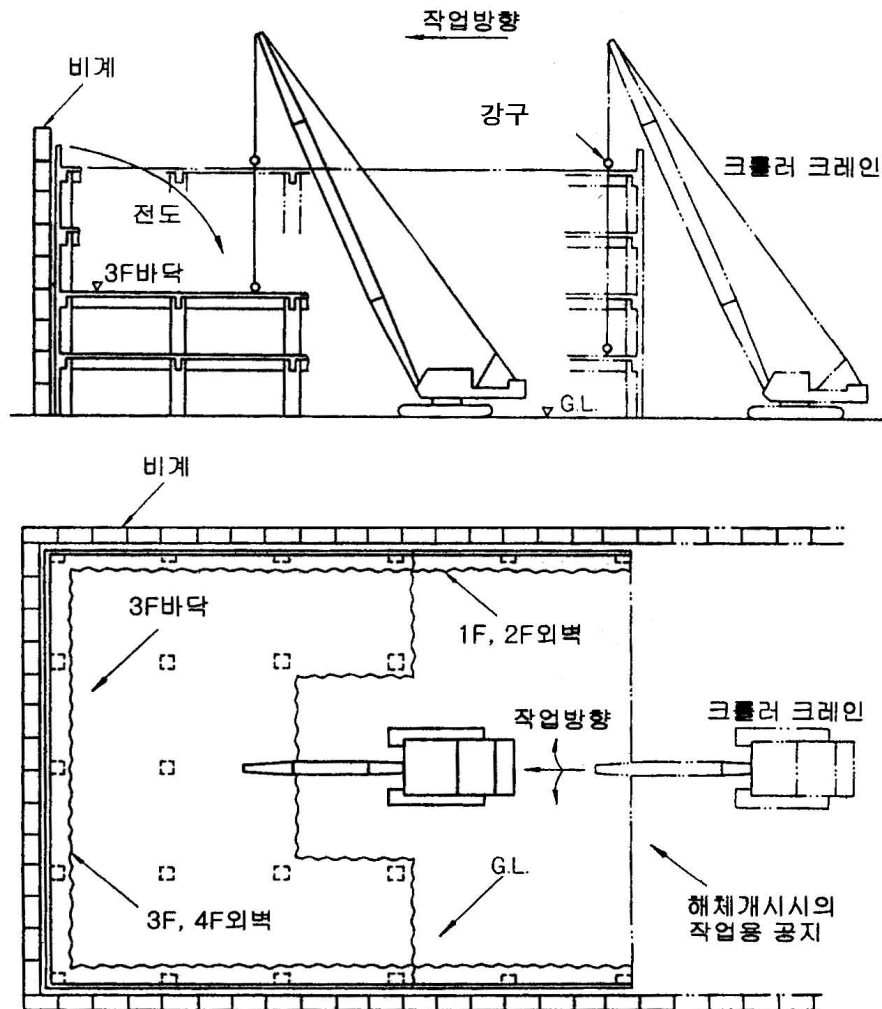 작업방향
비계
강구
크롤러 크레인
전도
3F바닥
G.L.
비계
3F바닥
1F, 2F외벽
작업방향
크롤러 크레인
G.L.
3F, 4F외벽
해체개시시의
작업용 공지